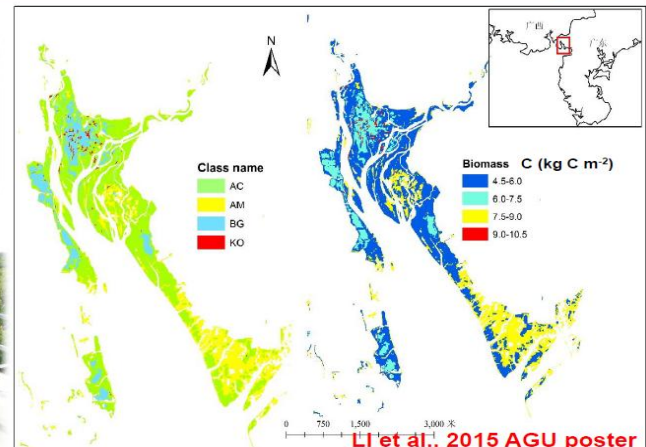 N
广西
广东
Class name
AC
AM
BG
KO
Biomass C (kg C m-2)
4.5-6.0
6.0-7.5
7.5-9.0
9.0-10.5
0 750 1,500 3,000 米
LI et al., 2015 AGU poster